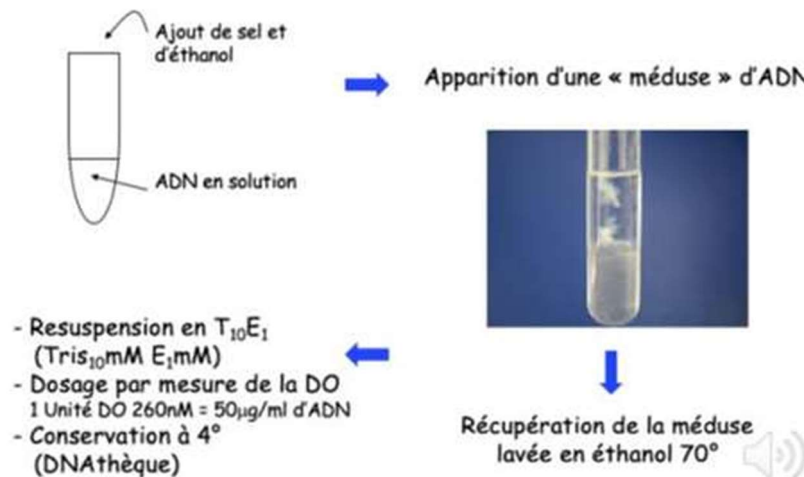 Ajout de sel et
d'éthanol
ADN en solution
Apparition d'une « méduse » d'ADN
Récupération de la méduse
lavée en éthanol 70°
- Resuspension en T₁₀E₁
(Tris₁₀mM E₁mM)
- Dosage par mesure de la DO
1 Unité DO 260nM = 50µg/ml d'ADN
- Conservation à 4°
(DNAthèque)